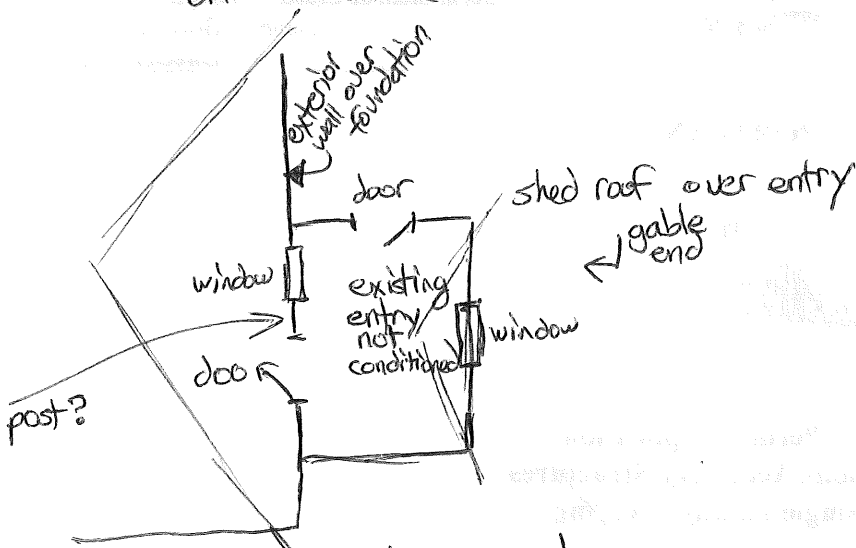 exterior
wall over
foundation
door
shed roof over entry
gable
end
window
existing
entry
not
conditioned
window
door
post?